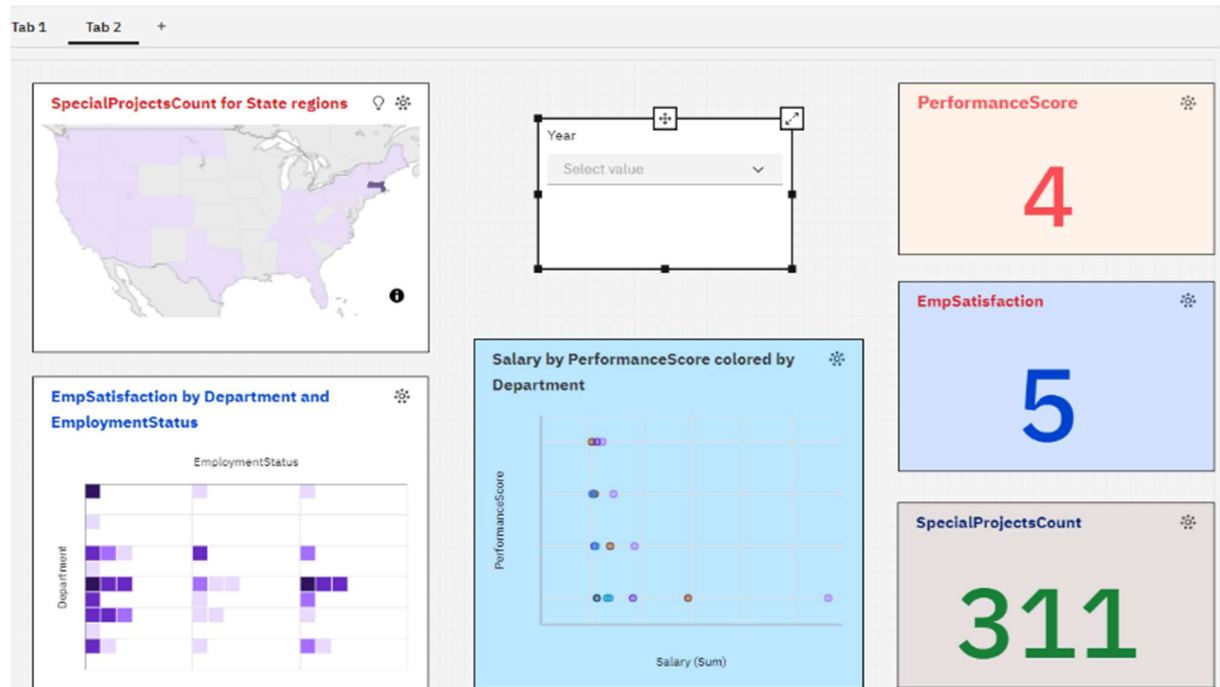 Tab 1
Tab 2
+
SpecialProjectsCount for State regions
Year
Select value
PerformanceScore
4
EmpSatisfaction
5
EmpSatisfaction by Department and
EmploymentStatus
EmploymentStatus
Department
Salary by PerformanceScore colored by
Department
PerformanceScore
Salary (Sum)
SpecialProjectsCount
311